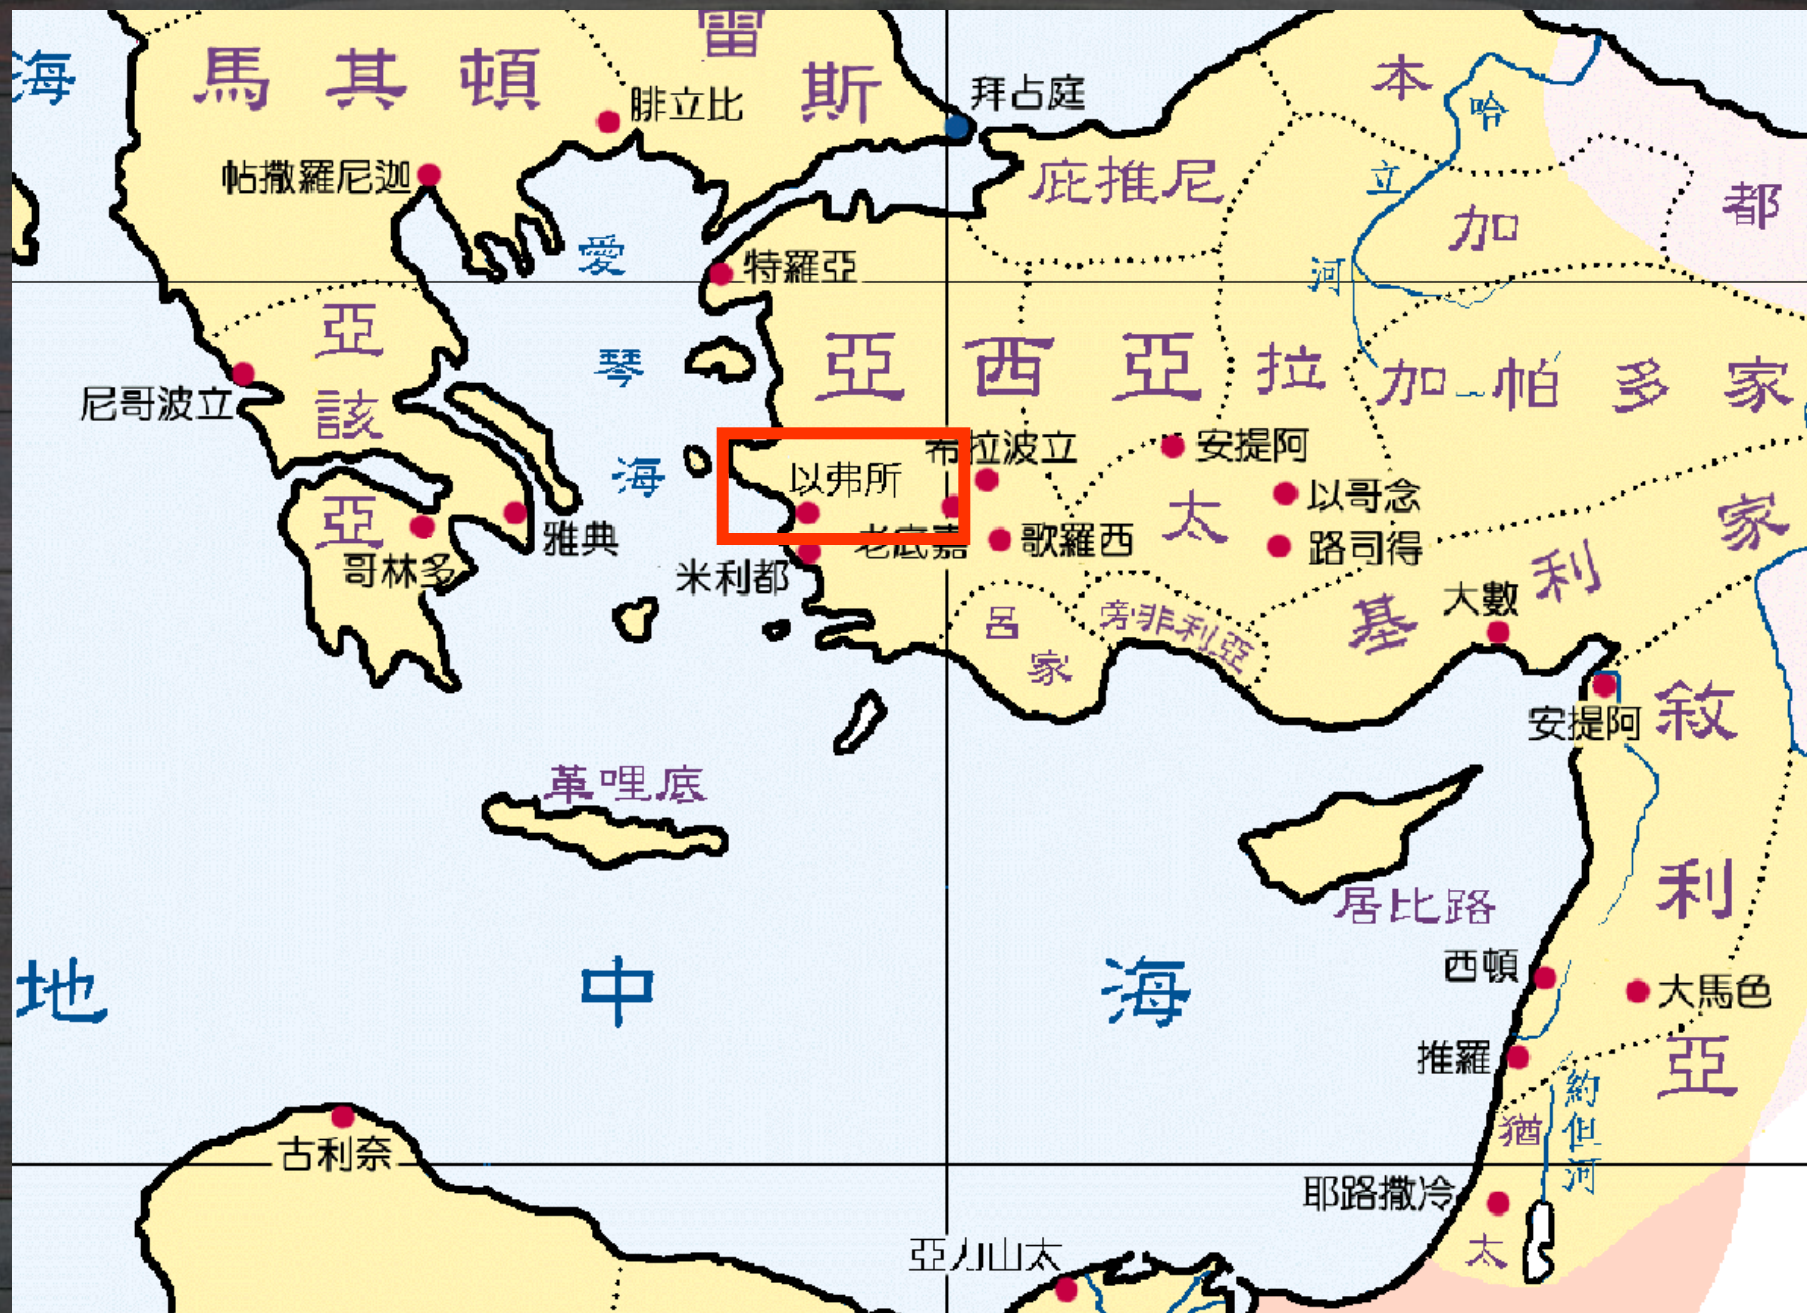 海
馬其頓
雷
斯
拜占庭
腓立比
帖撒羅尼迦
本
哈
立
河
庇推尼
加
都
愛
琴
海
特羅亞
亞
該
亞
亞西亞
拉
加帕多家
尼哥波立
希拉波立
安提阿
以弗所
太
以哥念
雅典
老底嘉
歌羅西
路司得
家
哥林多
米利都
利
大數
基
呂
家
旁非利亞
安提阿
敘
利
亞
革哩底
居比路
地中海
西頓
大馬色
推羅
約但河
猶
太
古利奈
耶路撒冷
亞力山太